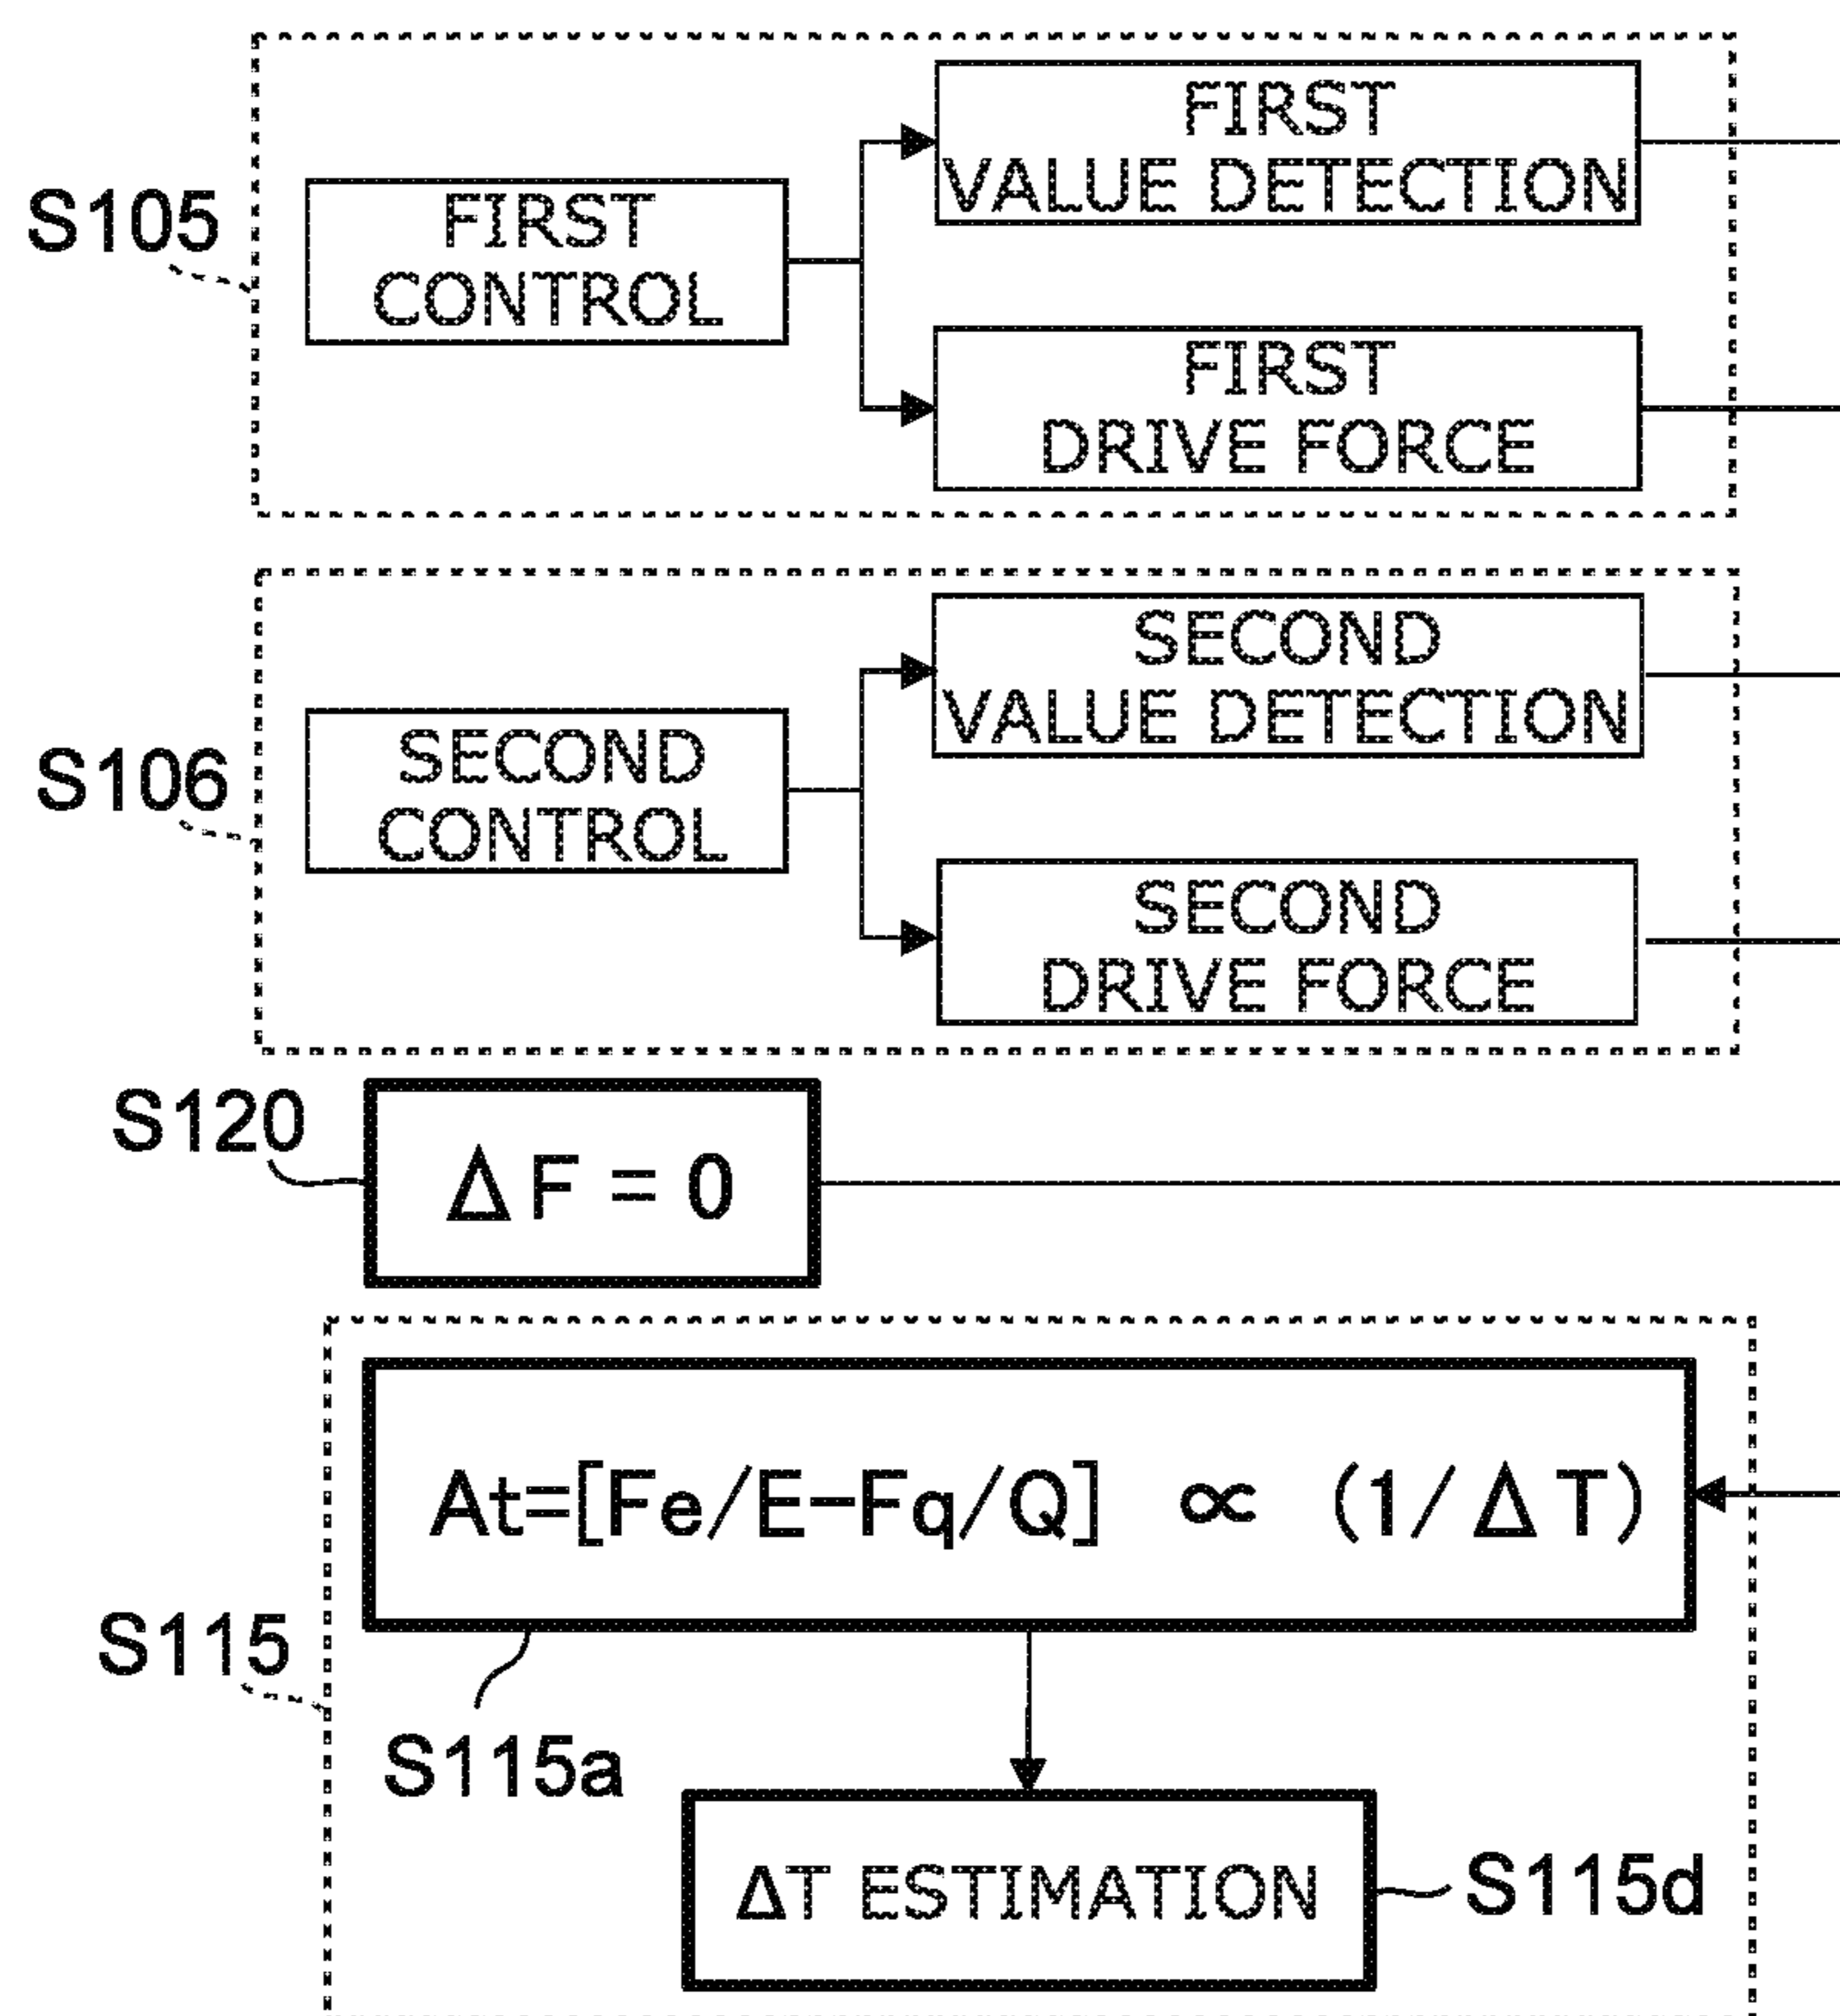 S105
FIRST
CONTROL
FIRST
VALUE DETECTION
FIRST
DRIVE FORCE
S106
SECOND
CONTROL
SECOND
VALUE DETECTION
SECOND
DRIVE FORCE
S120
ΔF = 0
S115
At=[Fe/E-Fq/Q] ∝ (1/ΔT)
S115a
ΔT ESTIMATION
S115d